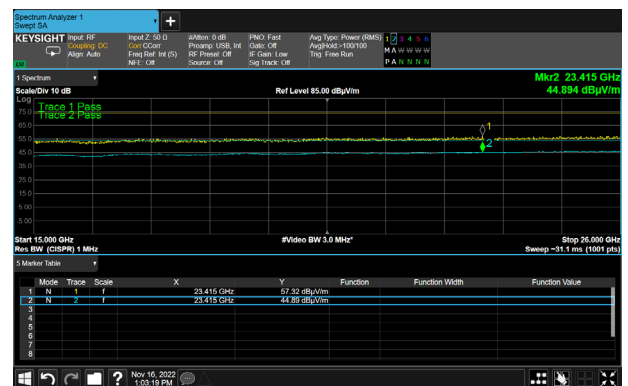 Spectrum Analyzer 1
Swept SA
+
KEYSIGHT Input: RF Input Z: 50 Ω #Atten: 0 dB PNO: Fast Avg Type: Power (RMS) 1 2 3 4 5 6
Coupling: DC Corr CCorr Preamp: USB, Int Gate: Off Avg|Hold:>100/100 M A W W W W
Align: Auto Freq Ref: Int (S) RF Presel: Off IF Gain: Low Trig: Free Run
NFE: Off Source: Off Sig Track: Off P A N N N N
1 Spectrum Mkr2 23.415 GHz
Scale/Div 10 dB Ref Level 85.00 dBµV/m 44.894 dBµV/m
Log
Trace 1 Pass
75.0
Trace 2 Pass
65.0
1
55.0
2
45.0
35.0
25.0
15.0
5.00
-5.00
Start 15.000 GHz #Video BW 3.0 MHz* Stop 26.000 GHz
Res BW (CISPR) 1 MHz Sweep ~31.1 ms (1001 pts)
5 Marker Table
Mode Trace Scale X Y Function Function Width Function Value
1 N 1 f 23.415 GHz 57.32 dBµV/m
2 N 2 f 23.415 GHz 44.89 dBµV/m
3
4
5
6
7
8
? Nov 16, 2022
1:03:19 PM